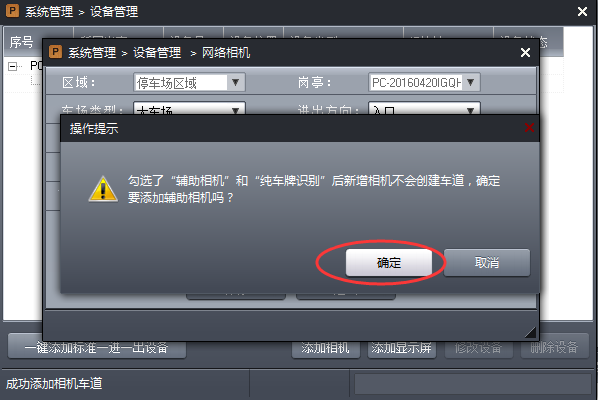 系统管理 > 设备管理
序号
系统管理 > 设备管理 > 网络相机
PC
区域: 停车场区域 岗亭: PC-20160420IGQH
车场类型: 大车场 进出方向: 入口
操作提示
勾选了“辅助相机”和“纯车牌识别”后新增相机不会创建车道，确定
要添加辅助相机吗？
确定 取消
一键添加标准一进一出设备 添加相机 添加显示屏 修改设备 删除设备
成功添加相机车道